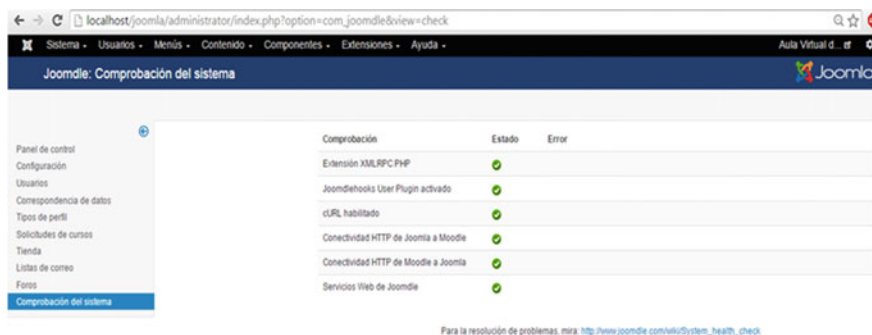 localhost/joomla/administrator/index.php?option=com_joomdle&view=check
Sistema Usuarios Menús Contenido Componentes Extensiones Ayuda Aula Virtual d...
Joomdle: Comprobación del sistema
Panel de control
Configuración
Usuarios
Correspondencia de datos
Tipos de perfil
Solicitudes de cursos
Tienda
Listas de correo
Foros
Comprobación del sistema
Comprobación Estado Error
Extensión XMLRPC PHP
Joomdlehooks User Plugin activado
cURL habilitado
Conectividad HTTP de Joomla a Moodle
Conectividad HTTP de Moodle a Joomla
Servicios Web de Joomdle
Para la resolución de problemas, mira: http://www.joomdle.com/wiki/System_health_check